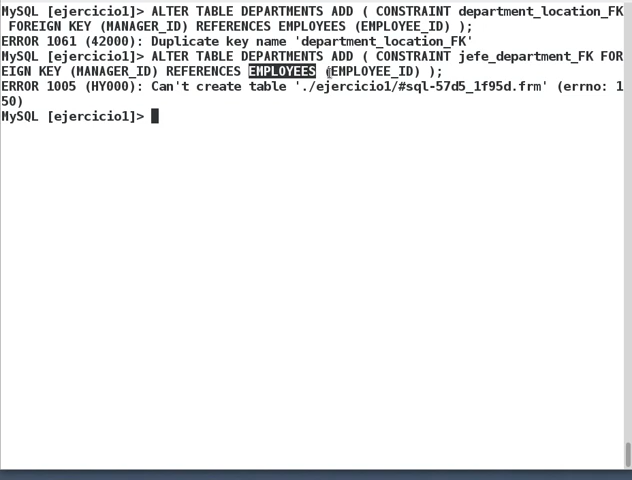 MySQL [ejercicio1]> ALTER TABLE DEPARTMENTS ADD ( CONSTRAINT department_location_FK
FOREIGN KEY (MANAGER_ID) REFERENCES EMPLOYEES (EMPLOYEE_ID) );
ERROR 1061 (42000): Duplicate key name 'department_location_FK'
MySQL [ejercicio1]> ALTER TABLE DEPARTMENTS ADD ( CONSTRAINT jefe_department_FK FOR
EIGN KEY (MANAGER_ID) REFERENCES EMPLOYEES (EMPLOYEE_ID) );
ERROR 1005 (HY000): Can't create table './ejercicio1/#sql-57d5_1f95d.frm' (errno: 1
50)
MySQL [ejercicio1]>